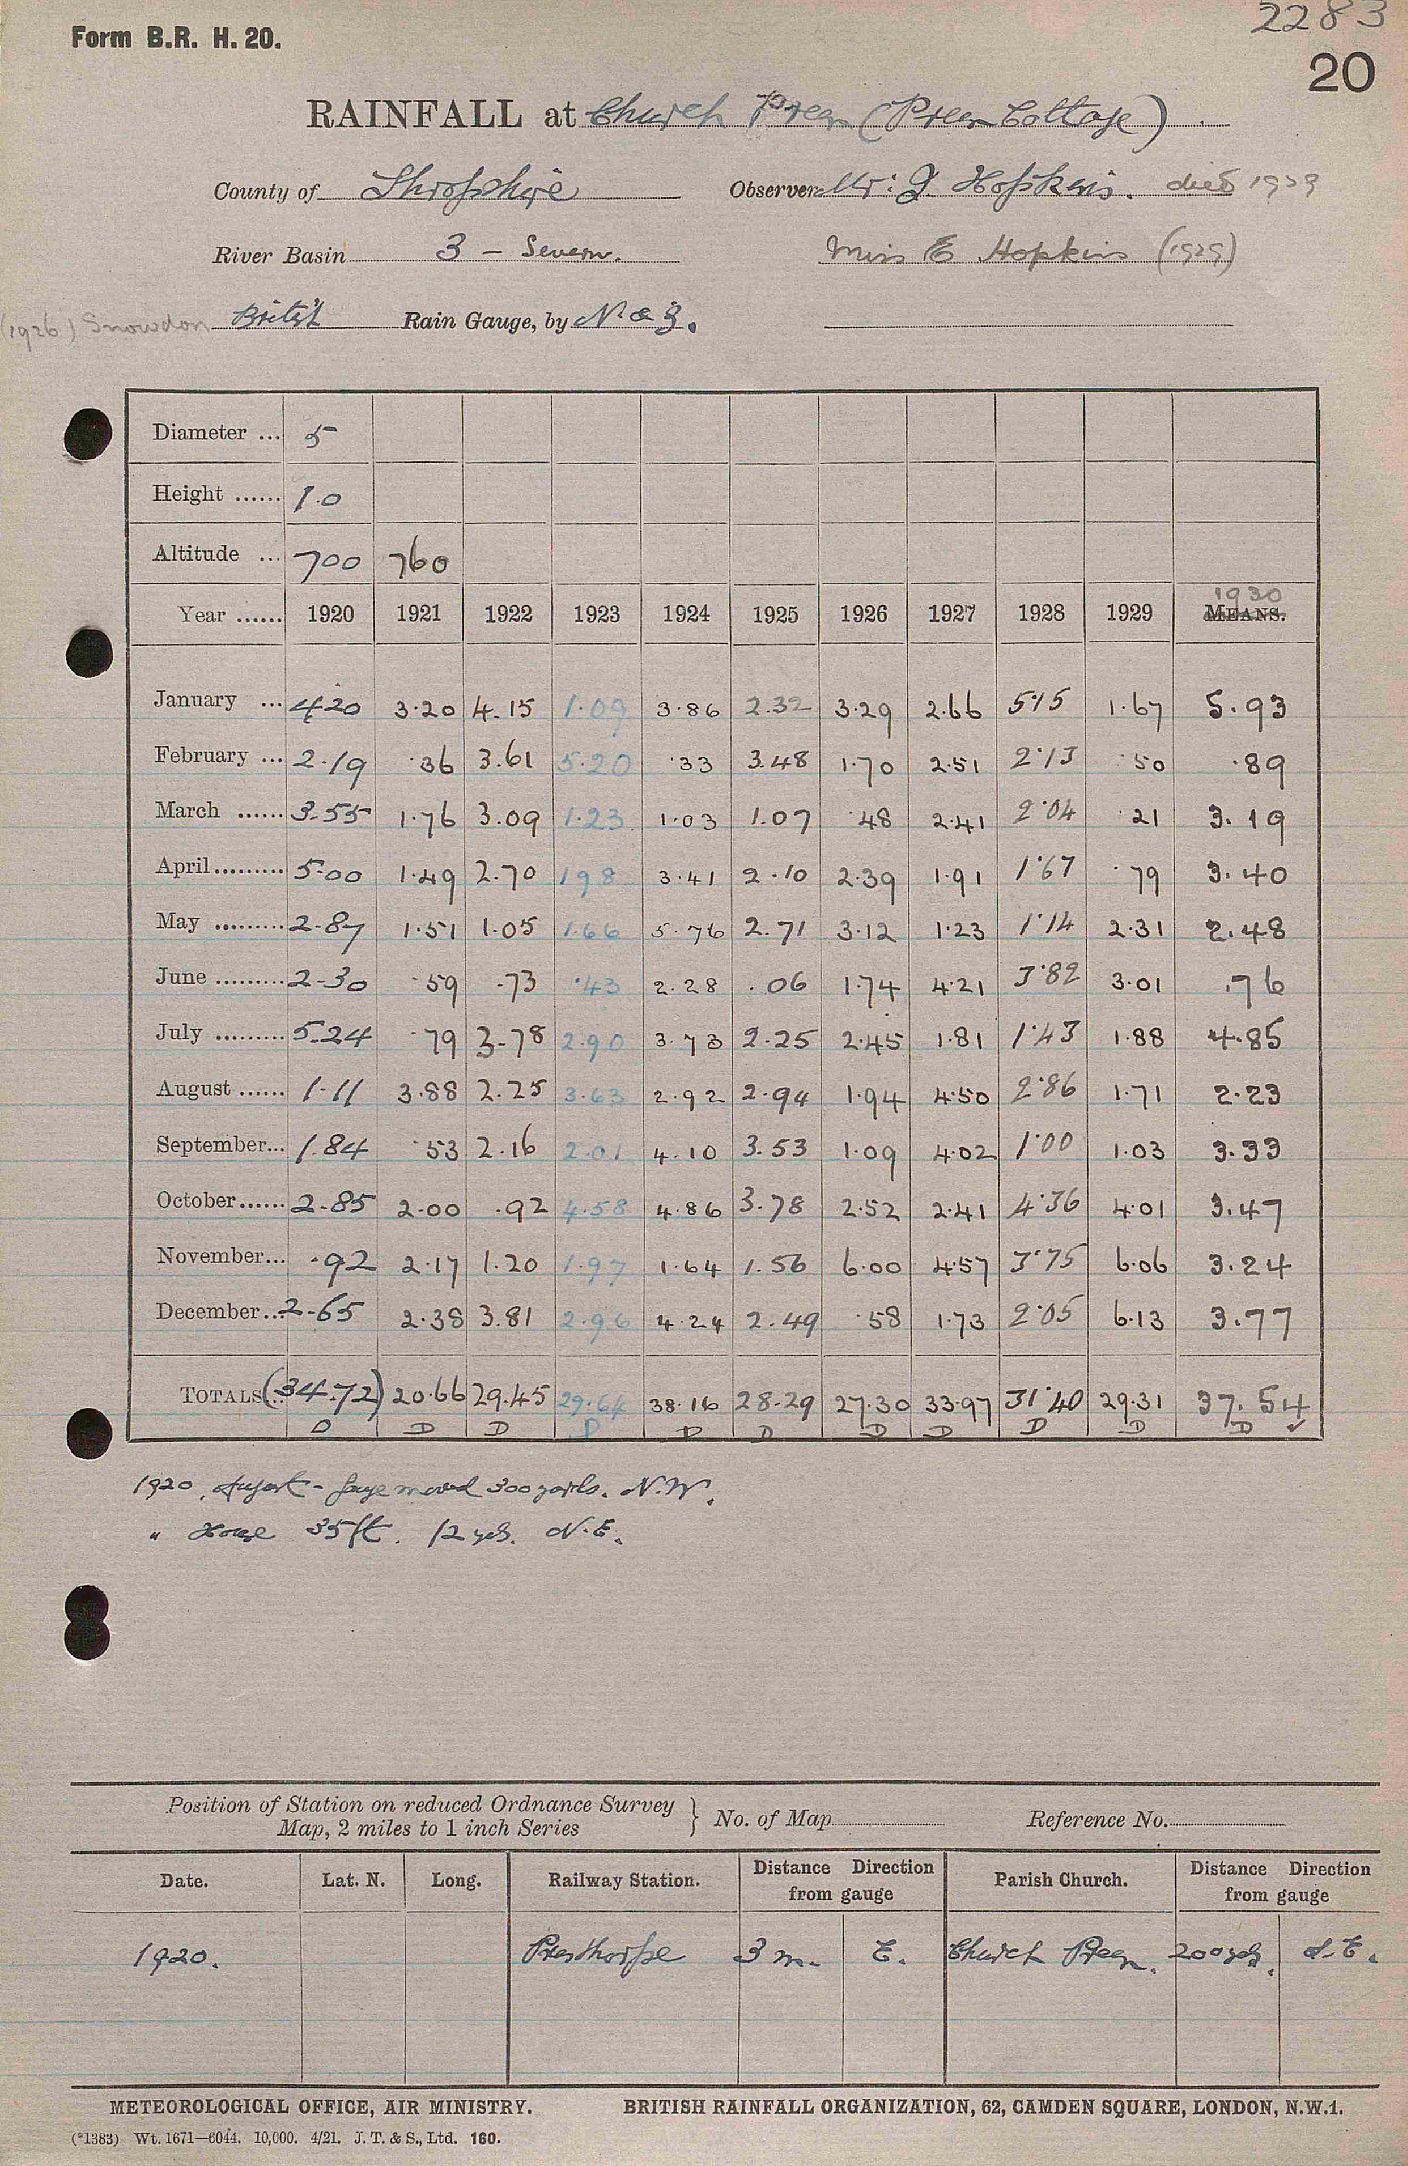 2283
Form B.R. H. 20.
20
RAINFALL at Church Preen (Preen Cottage)
County of Shropshire Observer Mr. J Hopkins. died 1929
River Basin 3 – Severn. Miss E Hopkins (1929)
(1926) Snowdon British Rain Gauge, by N. & Z.
Diameter ... 5
Height ...... 1.0
Altitude ... 700 760
Year ...... 1920 1921 1922 1923 1924 1925 1926 1927 1928 1929 1930 MEANS.
January ... 4.20 3.20 4.15 1.09 3.86 2.32 3.29 2.66 5.15 1.67 5.93
February ... 2.19 .36 3.61 5.20 .33 3.48 1.70 2.51 2.13 .50 .89
March ...... 3.55 1.76 3.09 1.23 1.03 1.07 .48 2.41 2.04 .21 3.19
April......... 5.00 1.49 2.70 1.98 3.41 2.10 2.39 1.91 1.67 .79 3.40
May ......... 2.87 1.51 1.05 1.66 5.76 2.71 3.12 1.23 1.14 2.31 2.48
June ......... 2.30 .59 .73 .43 2.28 .06 1.74 4.21 3.82 3.01 .76
July ......... 5.24 .79 3.78 2.90 3.73 2.25 2.45 1.81 1.43 1.88 4.85
August ...... 1.11 3.88 2.25 3.63 2.92 2.94 1.94 4.50 2.86 1.71 2.23
September... 1.84 .53 2.16 2.01 4.10 3.53 1.09 4.02 1.00 1.03 3.33
October...... 2.85 2.00 .92 4.58 4.86 3.78 2.52 2.41 4.36 4.01 3.47
November... .92 2.17 1.20 1.97 1.64 1.56 6.00 4.57 3.75 6.06 3.24
December... 2.65 2.38 3.81 2.96 4.24 2.49 .58 1.73 2.05 6.13 3.77
TOTALS... (34.72) 20.66 29.45 29.64 38.16 28.29 27.30 33.97 31.40 29.31 37.54
D D D D D D D D D D D ✓
1920. August - gauge moved 300 yards. N.W.
" House 35 ft. 12 yds. N.E.
Position of Station on reduced Ordnance Survey
Map, 2 miles to 1 inch Series } No. of Map Reference No.
Date. Lat. N. Long. Railway Station. Distance Direction from gauge Parish Church. Distance Direction from gauge
1920. Presthorpe 3 m. E. Church Preen. 200 yds. S.E.
METEOROLOGICAL OFFICE, AIR MINISTRY. BRITISH RAINFALL ORGANIZATION, 62, CAMDEN SQUARE, LONDON, N.W.1.
(*1383) Wt. 1671—6044. 10,000. 4/21. J. T. & S., Ltd. 160.